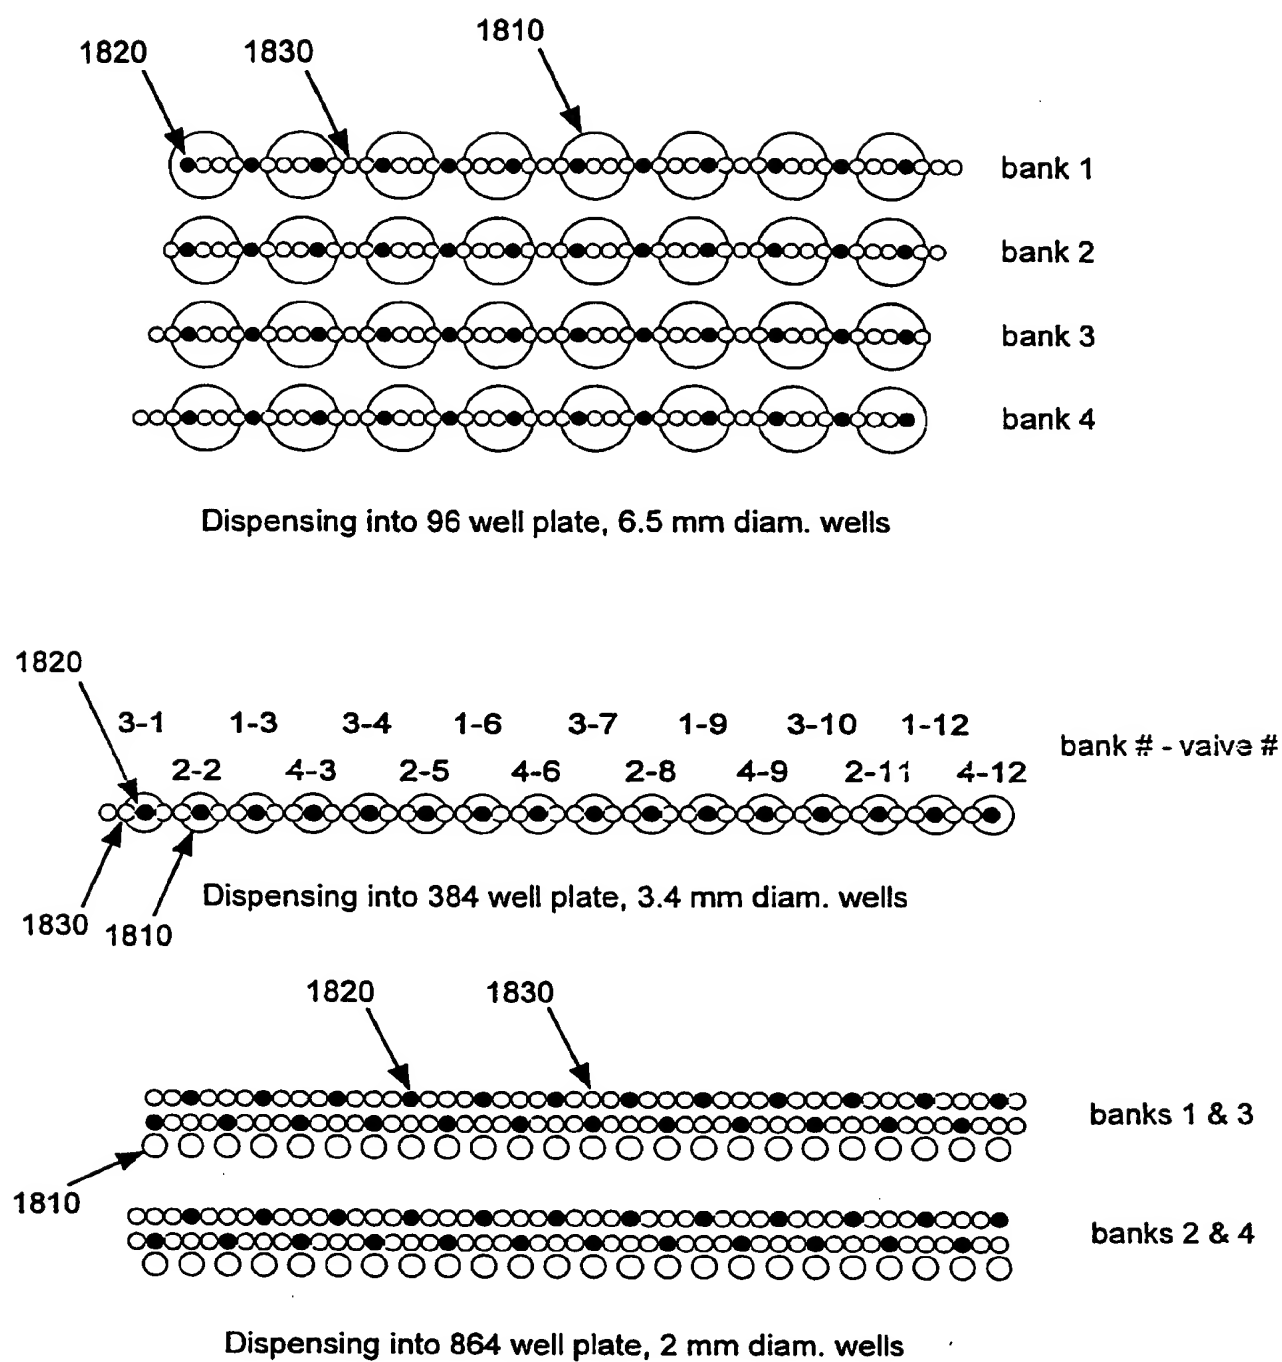 1810
1820 1830
bank 1
bank 2
bank 3
bank 4
Dispensing into 96 well plate, 6.5 mm diam. wells
1820
3-1 1-3 3-4 1-6 3-7 1-9 3-10 1-12
bank # - vaive #
2-2 4-3 2-5 4-6 2-8 4-9 2-11 4-12
Dispensing into 384 well plate, 3.4 mm diam. wells
1830 1810
1820 1830
banks 1 & 3
1810
banks 2 & 4
Dispensing into 864 well plate, 2 mm diam. wells